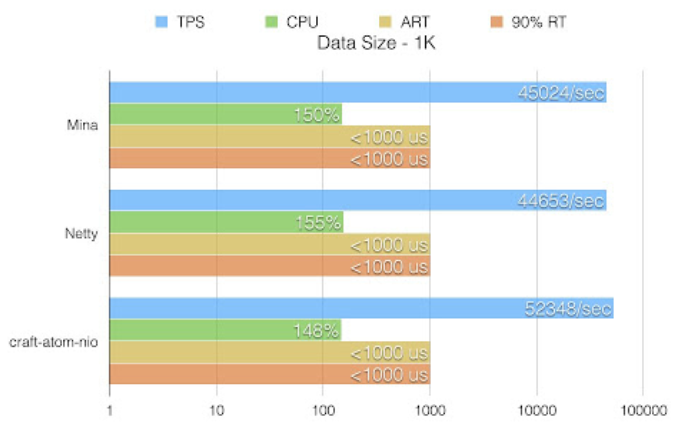 TPS CPU ART 90% RT
Data Size - 1K
Mina
45024/sec
150%
<1000 us
<1000 us
Netty
44653/sec
155%
<1000 us
<1000 us
craft-atom-nio
52348/sec
148%
<1000 us
<1000 us
1 10 100 1000 10000 100000